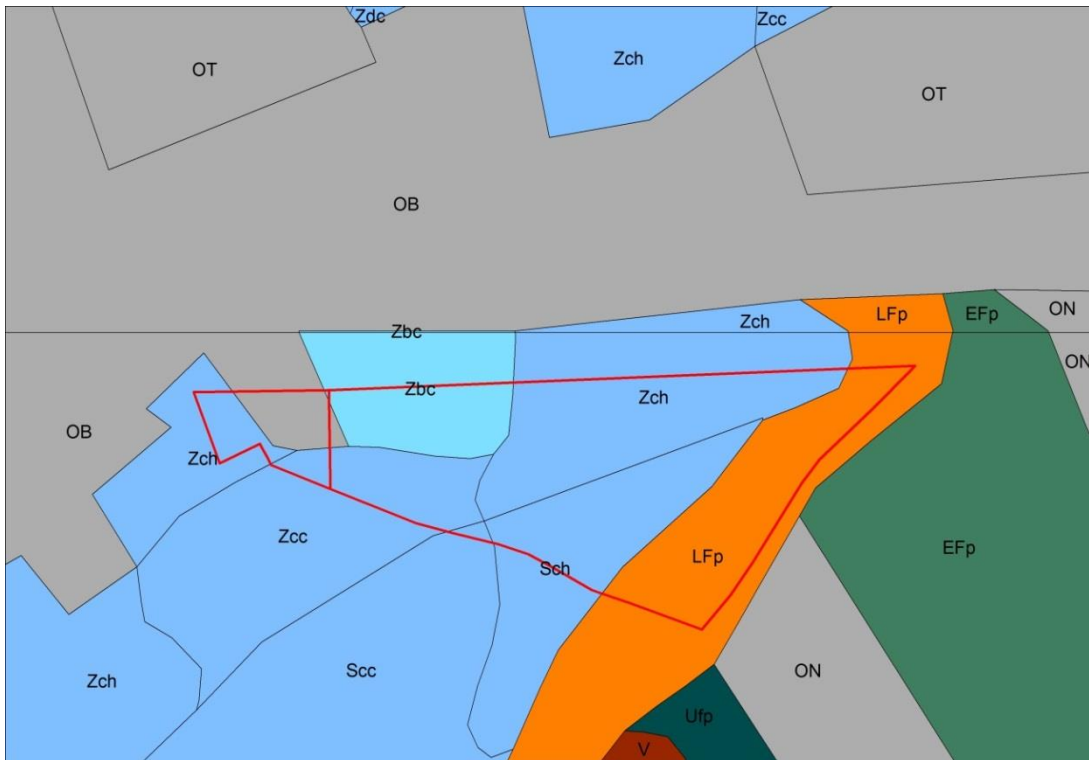 Zdc
Zcc
Zch
OT
OT
OB
Zbc
Zch
LFp
EFp
ON
ON
Zbc
Zch
OB
Zch
Zcc
Sch
LFp
EFp
Zch
Scc
ON
Ufp
V